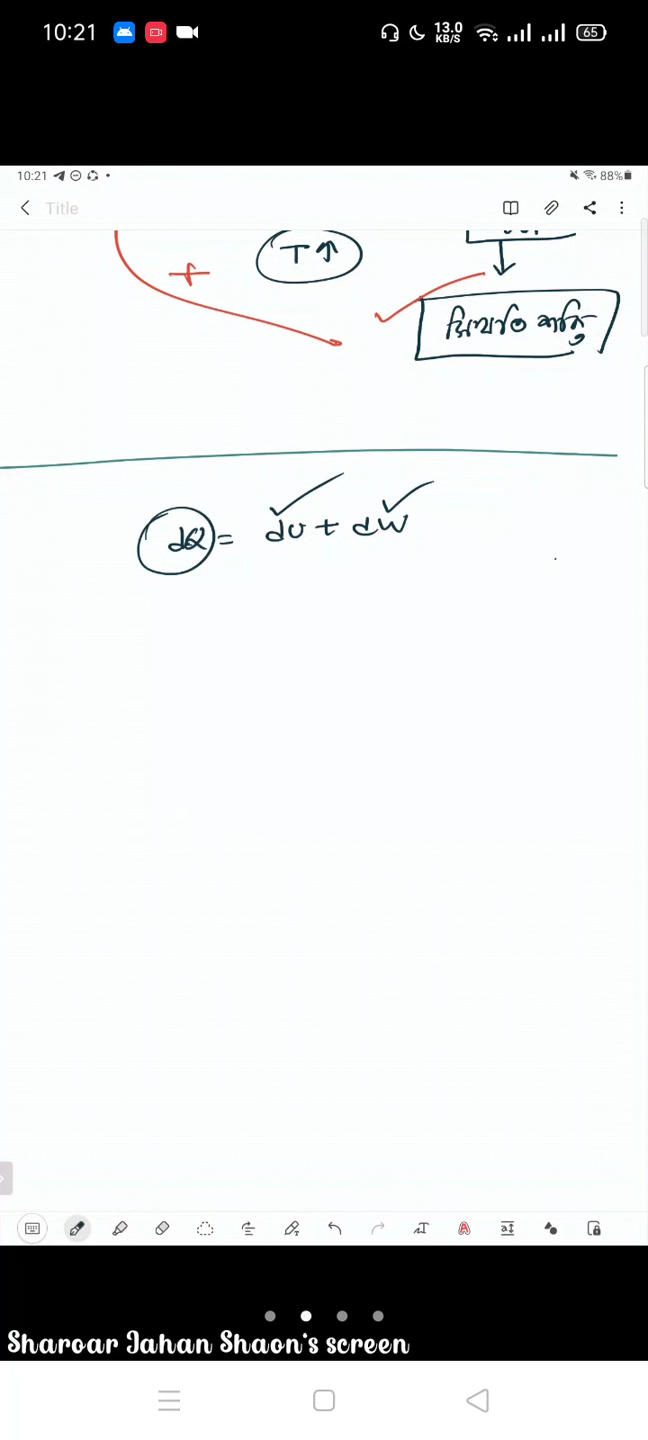 10:21
13.0 KB/S
65
10:21
88%
Title
T↑
স্থিতি শক্তি
dQ = dU + dW
Sharoar Jahan Shaon's screen